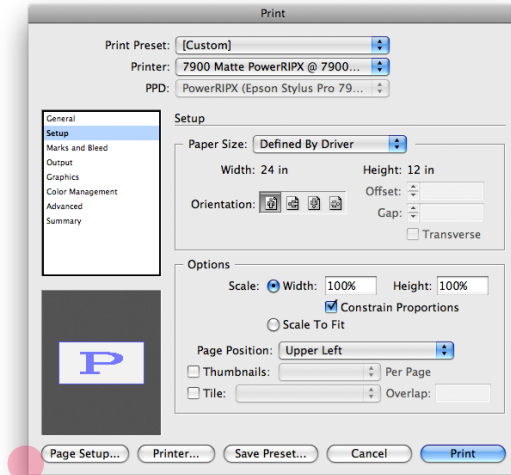 Print
Print Preset: [Custom]
Printer: 7900 Matte PowerRIPX @ 7900...
PPD: PowerRIPX (Epson Stylus Pro 79...
General
Setup
Marks and Bleed
Output
Graphics
Color Management
Advanced
Summary
Setup
Paper Size: Defined By Driver
Width: 24 in Height: 12 in
Orientation: Offset:
Gap:
Transverse
Options
Scale: Width: 100% Height: 100%
Constrain Proportions
Scale To Fit
Page Position: Upper Left
Thumbnails: Per Page
Tile: Overlap:
P
Page Setup... Printer... Save Preset... Cancel Print